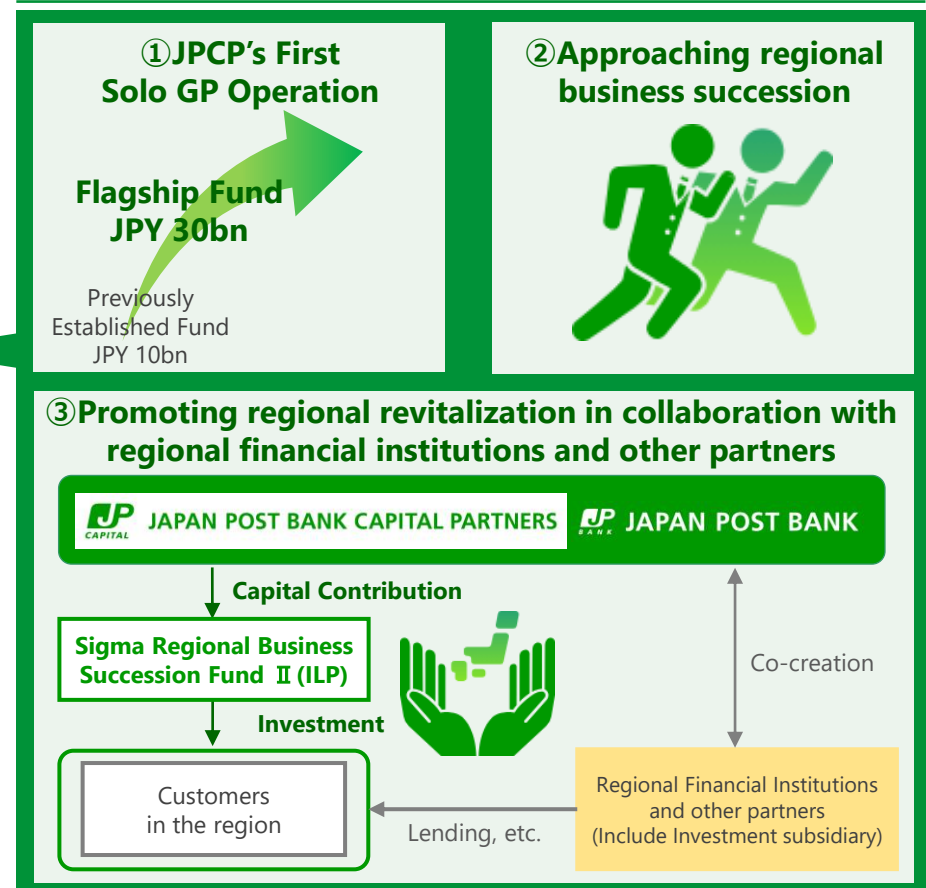 ①JPCP's First
Solo GP Operation
Flagship Fund
JPY 30bn
Previously
Established Fund
JPY 10bn
②Approaching regional
business succession
③Promoting regional revitalization in collaboration with
regional financial institutions and other partners
JP CAPITAL JAPAN POST BANK CAPITAL PARTNERS
JP BANK JAPAN POST BANK
Capital Contribution
Sigma Regional Business
Succession Fund Ⅱ (ILP)
Investment
Co-creation
Customers
in the region
Lending, etc.
Regional Financial Institutions
and other partners
(Include Investment subsidiary)